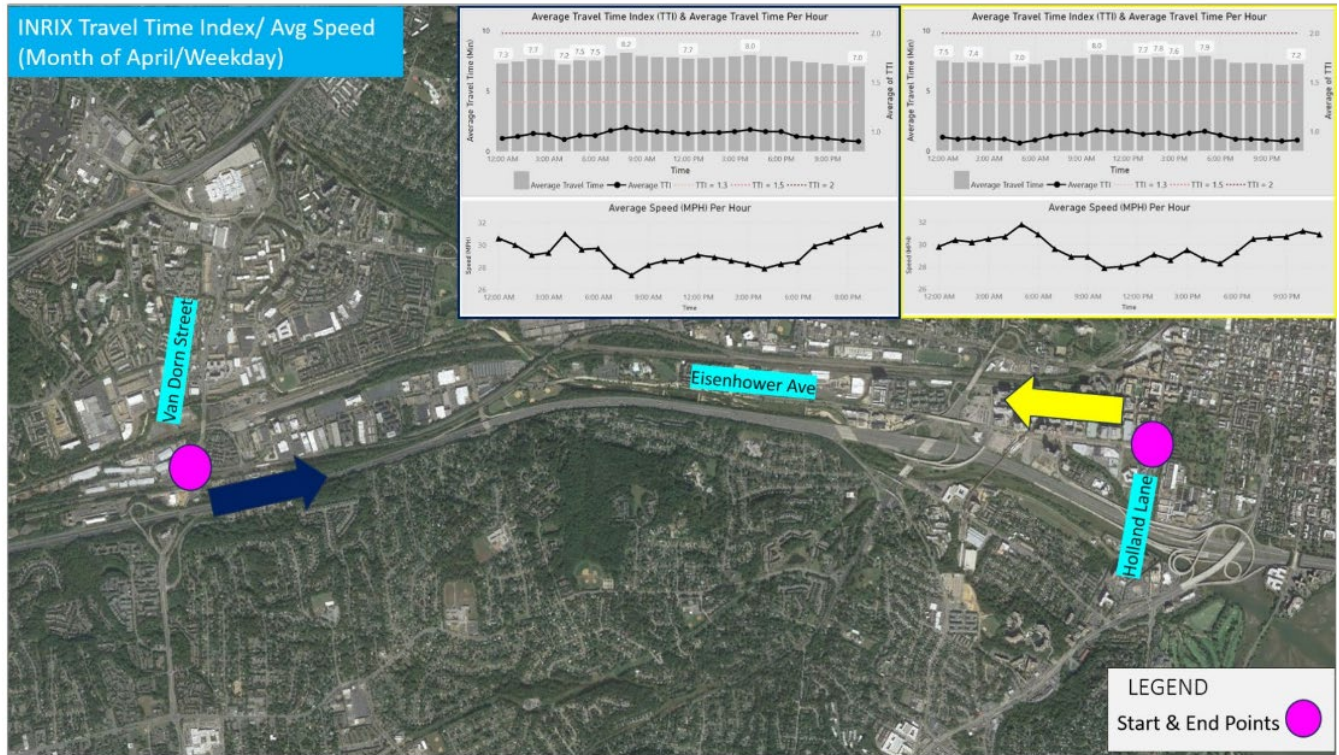 INRIX Travel Time Index/ Avg Speed
(Month of April/Weekday)
Average Travel Time Index (TTI) & Average Travel Time Per Hour
Average Travel Time (Min)
10
5
0
7.3
7.7
7.2
7.5
7.5
8.2
7.7
8.0
7.0
2.0
1.5
1.0
Average of TTI
12:00 AM
3:00 AM
6:00 AM
9:00 AM
12:00 PM
3:00 PM
6:00 PM
9:00 PM
Time
Average Travel Time
Average TTI
TTI = 1.3
TTI = 1.5
TTI = 2
Average Speed (MPH) Per Hour
Speed (MPH)
32
30
28
26
12:00 AM
3:00 AM
6:00 AM
9:00 AM
12:00 PM
3:00 PM
6:00 PM
9:00 PM
Time
Average Travel Time Index (TTI) & Average Travel Time Per Hour
Average Travel Time (Min)
10
5
0
7.5
7.4
7.0
8.0
7.7
7.8
7.6
7.9
7.2
2.0
1.5
1.0
Average of TTI
12:00 AM
3:00 AM
6:00 AM
9:00 AM
12:00 PM
3:00 PM
6:00 PM
9:00 PM
Time
Average Travel Time
Average TTI
TTI = 1.3
TTI = 1.5
TTI = 2
Average Speed (MPH) Per Hour
Speed (MPH)
32
30
28
26
12:00 AM
3:00 AM
6:00 AM
9:00 AM
12:00 PM
3:00 PM
6:00 PM
9:00 PM
Time
Van Dorn Street
Eisenhower Ave
Holland Lane
LEGEND
Start & End Points